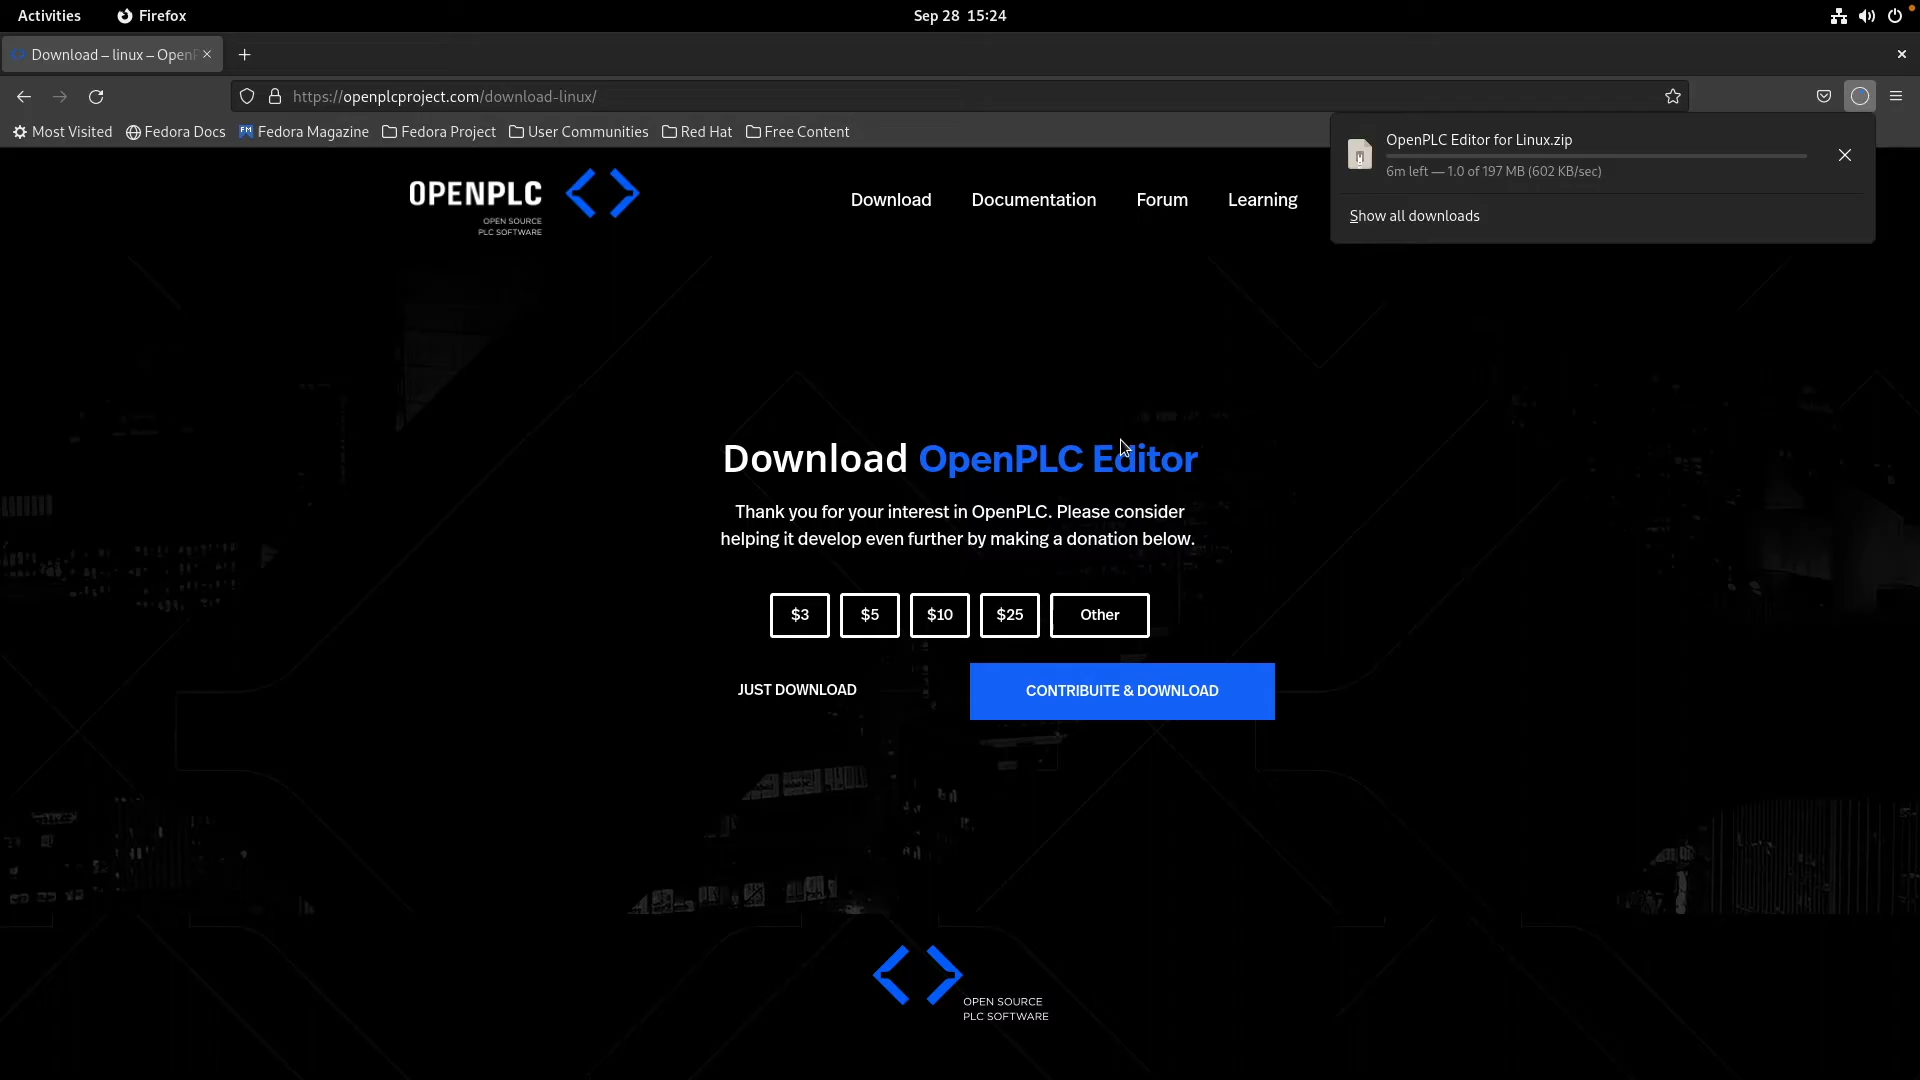 Activities
Firefox
Sep 28 15:24
Download – linux – Open
https://openplcproject.com/download-linux/
Most Visited
Fedora Docs
Fedora Magazine
Fedora Project
User Communities
Red Hat
Free Content
OpenPLC Editor for Linux.zip
6m left — 1.0 of 197 MB (602 KB/sec)
Show all downloads
OPENPLC
OPEN SOURCE
PLC SOFTWARE
Download
Documentation
Forum
Learning
Download OpenPLC Editor
Thank you for your interest in OpenPLC. Please consider
helping it develop even further by making a donation below.
$3
$5
$10
$25
Other
JUST DOWNLOAD
CONTRIBUITE & DOWNLOAD
OPEN SOURCE
PLC SOFTWARE